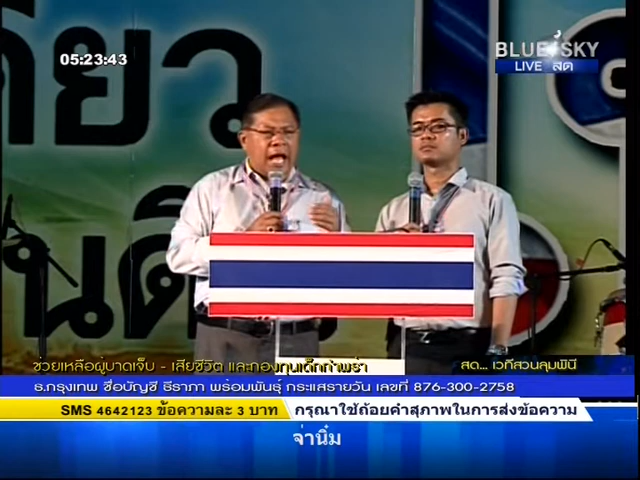 05:23:43
BLUE SKY
LIVE สด
ดียว
ช่วยเหลือผู้บาดเจ็บ - เสียชีวิต และกองทุนเด็กกำพร้า
สด... เวทีสวนลุมพินี
ธ.กรุงเทพ ชื่อบัญชี ธีราภา พร้อมพันธุ์ กระแสรายวัน เลขที่ 876-300-2758
SMS 4642123 ข้อความละ 3 บาท
กรุณาใช้ถ้อยคำสุภาพในการส่งข้อความ
จ่านิ๋ม